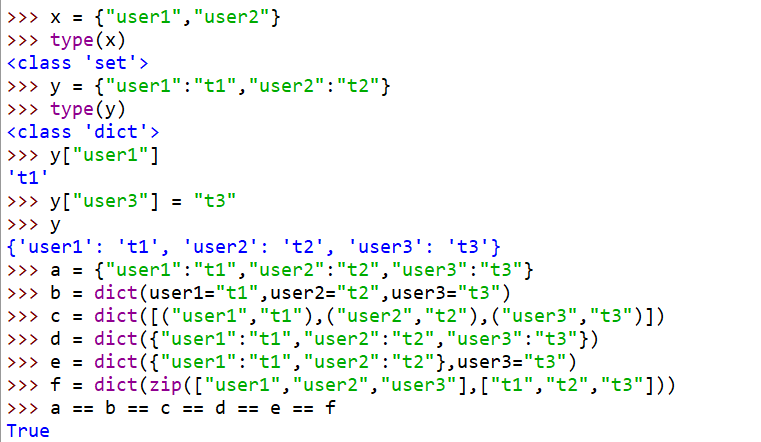 >>> x = {"user1","user2"}
>>> type(x)
<class 'set'>
>>> y = {"user1":"t1","user2":"t2"}
>>> type(y)
<class 'dict'>
>>> y["user1"]
't1'
>>> y["user3"] = "t3"
>>> y
{'user1': 't1', 'user2': 't2', 'user3': 't3'}
>>> a = {"user1":"t1","user2":"t2","user3":"t3"}
>>> b = dict(user1="t1",user2="t2",user3="t3")
>>> c = dict([("user1","t1"),("user2","t2"),("user3","t3")])
>>> d = dict({"user1":"t1","user2":"t2","user3":"t3"})
>>> e = dict({"user1":"t1","user2":"t2"},user3="t3")
>>> f = dict(zip(["user1","user2","user3"],["t1","t2","t3"]))
>>> a == b == c == d == e == f
True